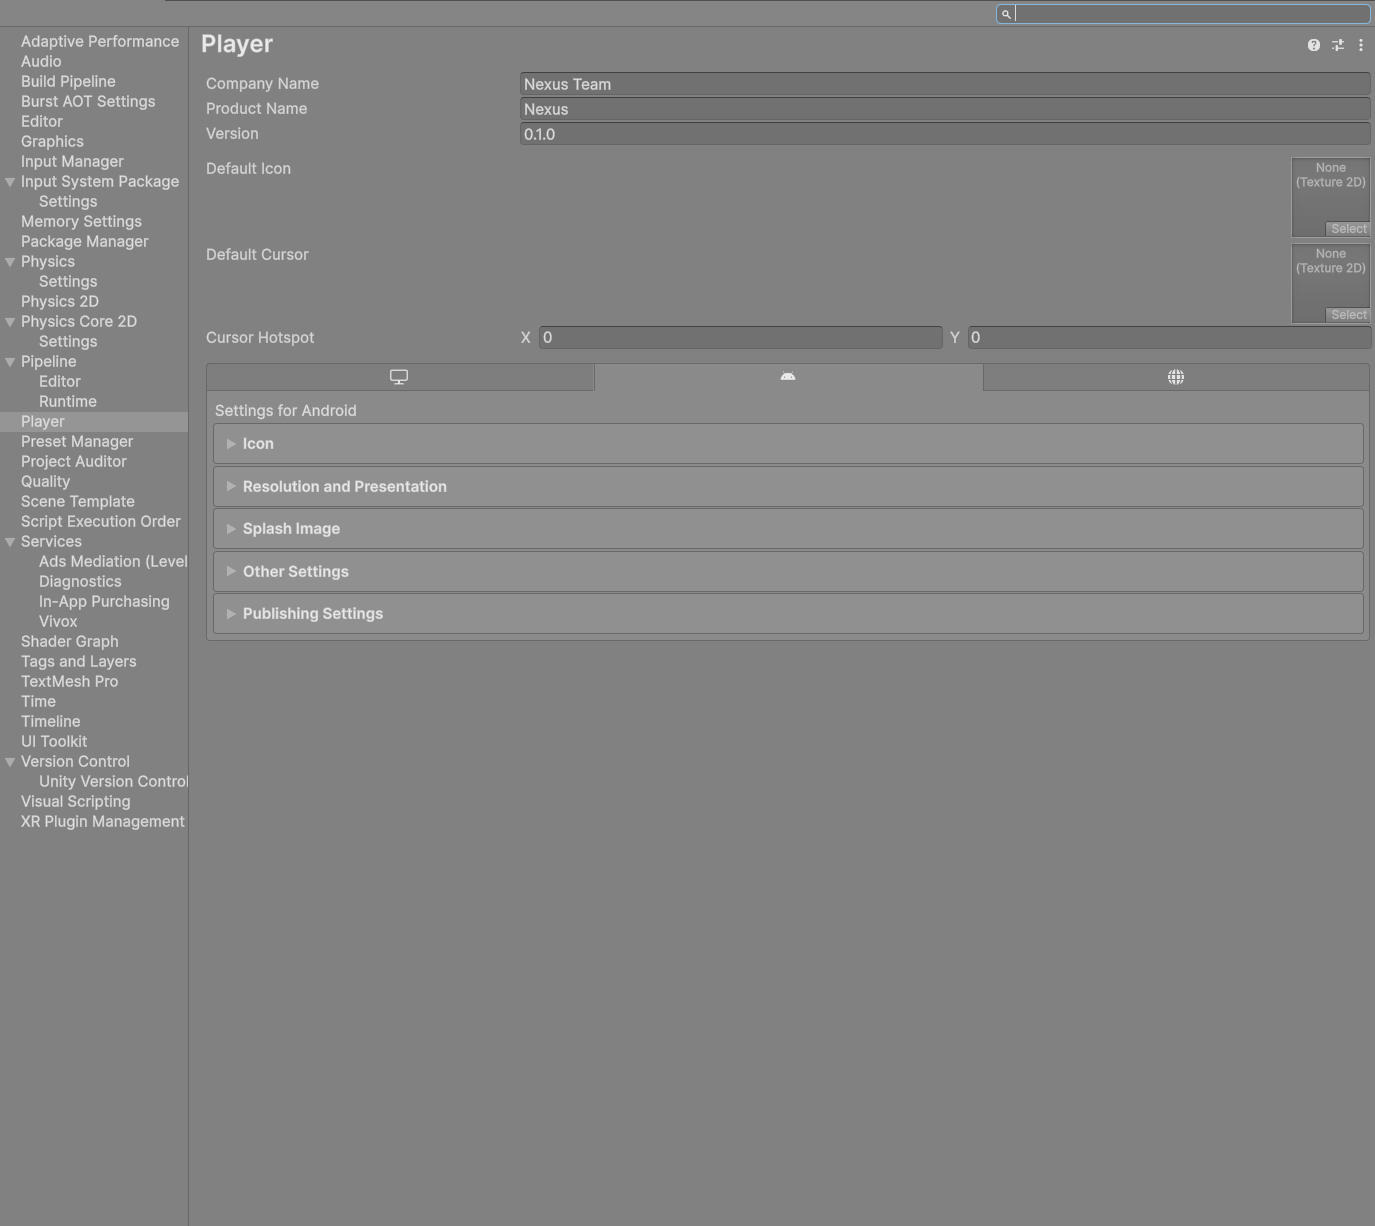 Adaptive Performance
Audio
Build Pipeline
Burst AOT Settings
Editor
Graphics
Input Manager
Input System Package
Settings
Memory Settings
Package Manager
Physics
Settings
Physics 2D
Physics Core 2D
Settings
Pipeline
Editor
Runtime
Player
Preset Manager
Project Auditor
Quality
Scene Template
Script Execution Order
Services
Ads Mediation (Level
Diagnostics
In-App Purchasing
Vivox
Shader Graph
Tags and Layers
TextMesh Pro
Time
Timeline
UI Toolkit
Version Control
Unity Version Control
Visual Scripting
XR Plugin Management
Player
Company Name Nexus Team
Product Name Nexus
Version 0.1.0
Default Icon
None
(Texture 2D)
Select
Default Cursor
None
(Texture 2D)
Select
Cursor Hotspot X 0 Y 0
Settings for Android
Icon
Resolution and Presentation
Splash Image
Other Settings
Publishing Settings